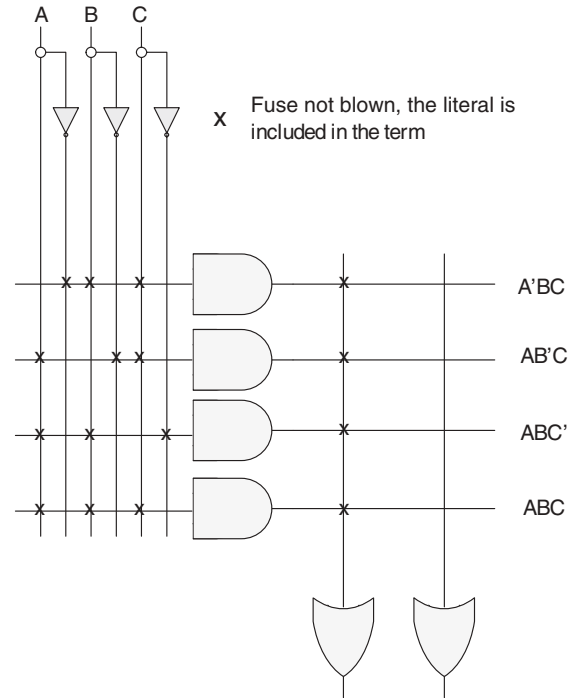 A B C
x Fuse not blown, the literal is
included in the term
x x x x A'BC
x x x x AB'C
x x x x ABC'
x x x x ABC